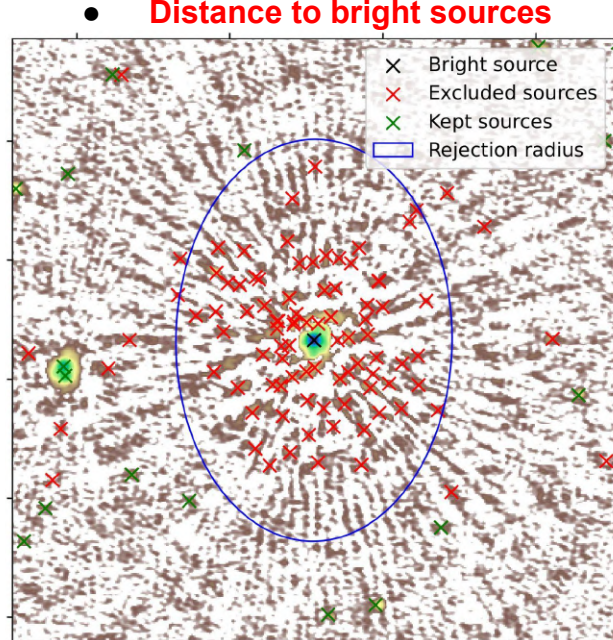 ● Distance to bright sources
Bright source
Excluded sources
Kept sources
Rejection radius